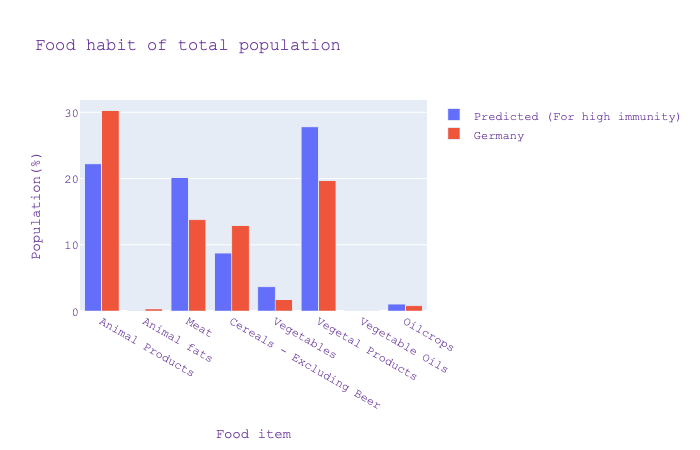 Food habit of total population
Predicted (For high immunity)
Germany
Population(%)
30
20
10
0
Animal Products
Animal fats
Meat
Cereals - Excluding Beer
Vegetables
Vegetal Products
Vegetable Oils
Oilcrops
Food item